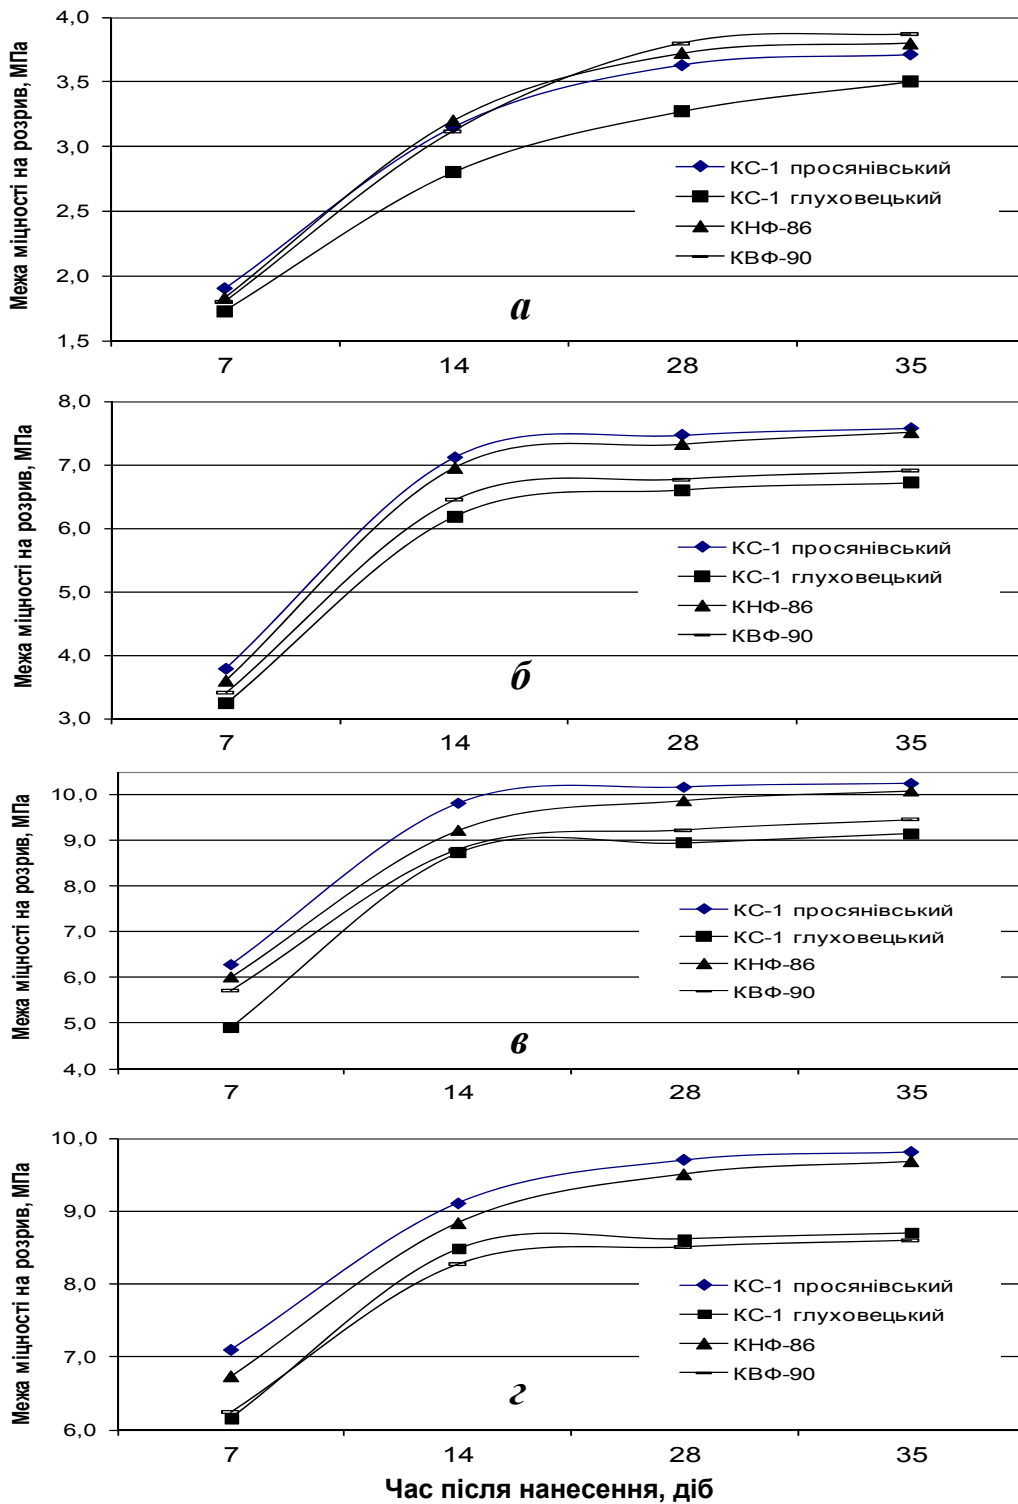 Межа міцності на розрив, МПа
4,0
3,5
3,0
2,5
2,0
1,5
КС-1 просянівський
КС-1 глуховецький
КНФ-86
КВФ-90
а
7 14 28 35
Межа міцності на розрив, МПа
8,0
7,0
6,0
5,0
4,0
3,0
КС-1 просянівський
КС-1 глуховецький
КНФ-86
КВФ-90
б
7 14 28 35
Межа міцності на розрив, МПа
10,0
9,0
8,0
7,0
6,0
5,0
4,0
КС-1 просянівський
КС-1 глуховецький
КНФ-86
КВФ-90
в
7 14 28 35
Межа міцності на розрив, МПа
10,0
9,0
8,0
7,0
6,0
КС-1 просянівський
КС-1 глуховецький
КНФ-86
КВФ-90
г
7 14 28 35
Час після нанесення, діб